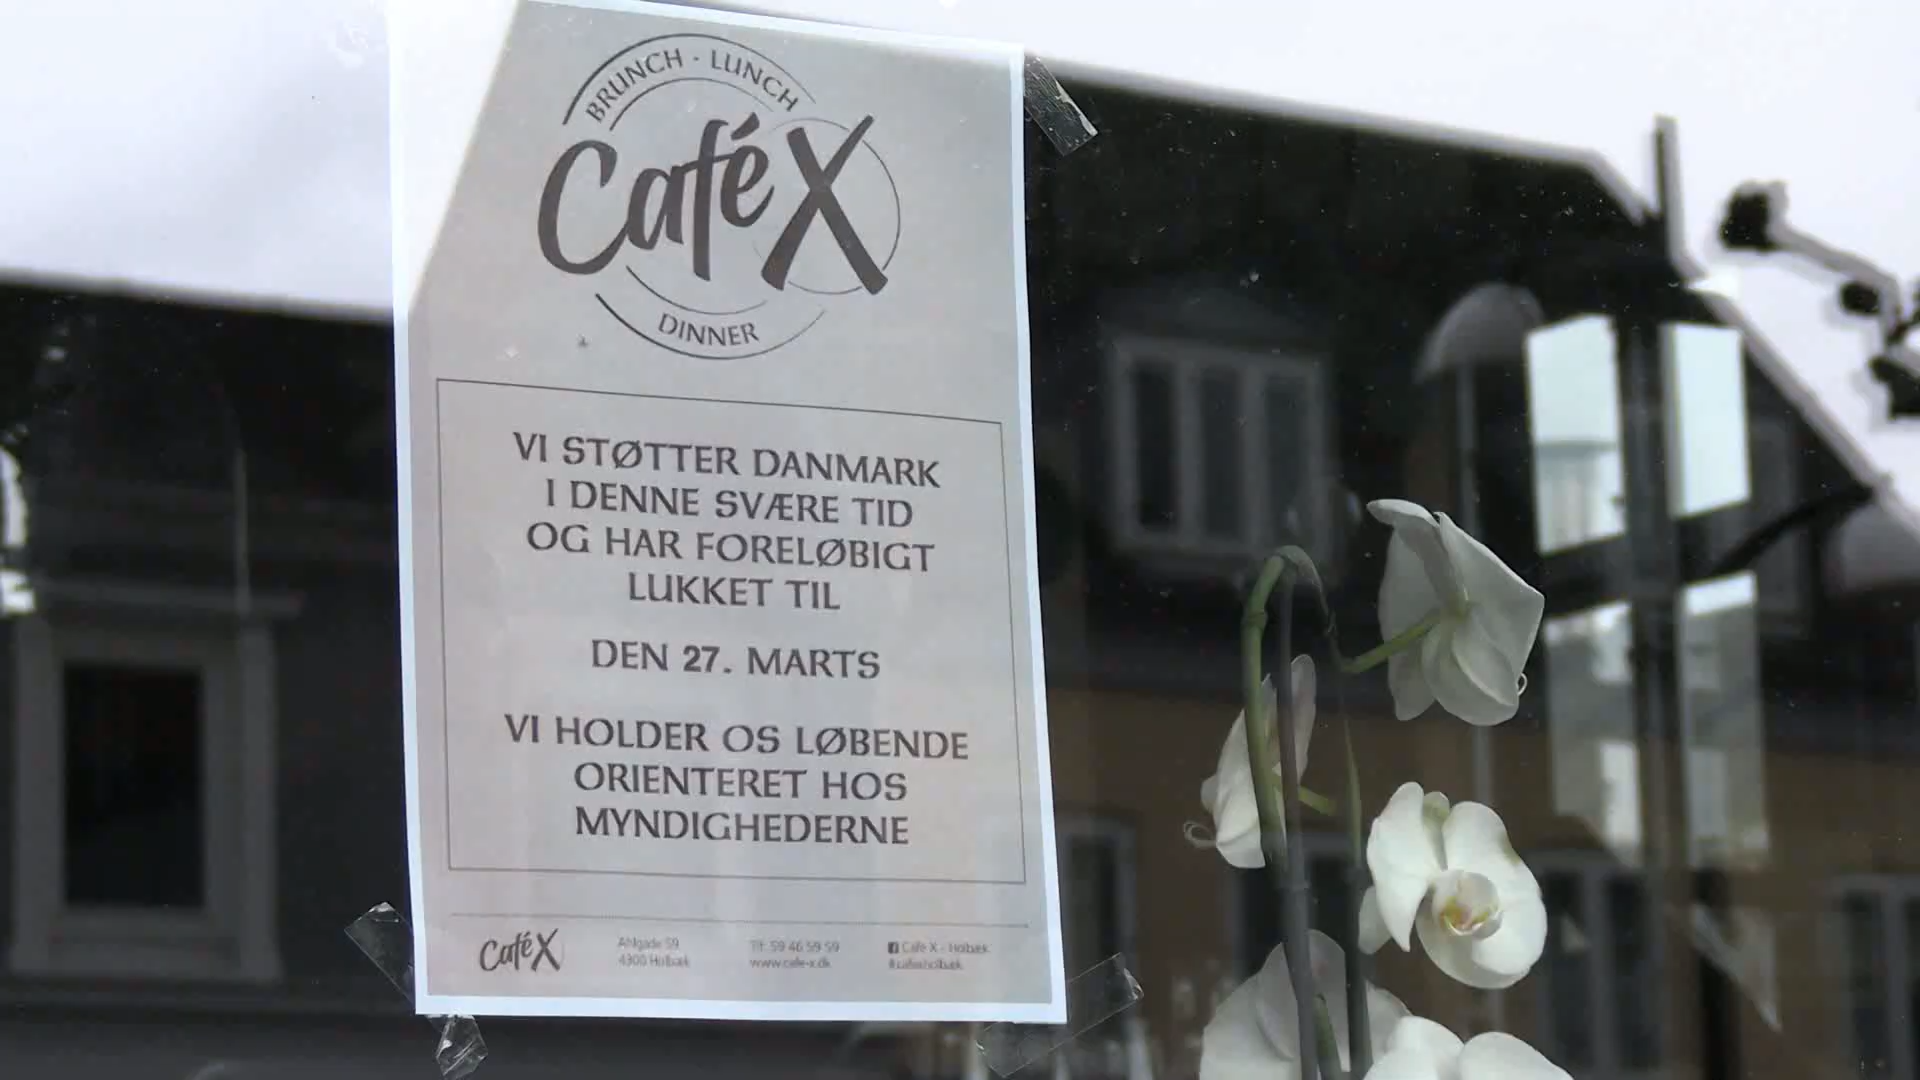 BRUNCH · LUNCH
Café X
DINNER
VI STØTTER DANMARK
I DENNE SVÆRE TID
OG HAR FORELØBIGT
LUKKET TIL
DEN 27. MARTS
VI HOLDER OS LØBENDE
ORIENTERET HOS
MYNDIGHEDERNE
Café X
Ahlgade 59
4300 Holbæk
Tlf: 59 46 59 59
www.cafe-x.dk
Café X - Holbæk
#cafexholbæk